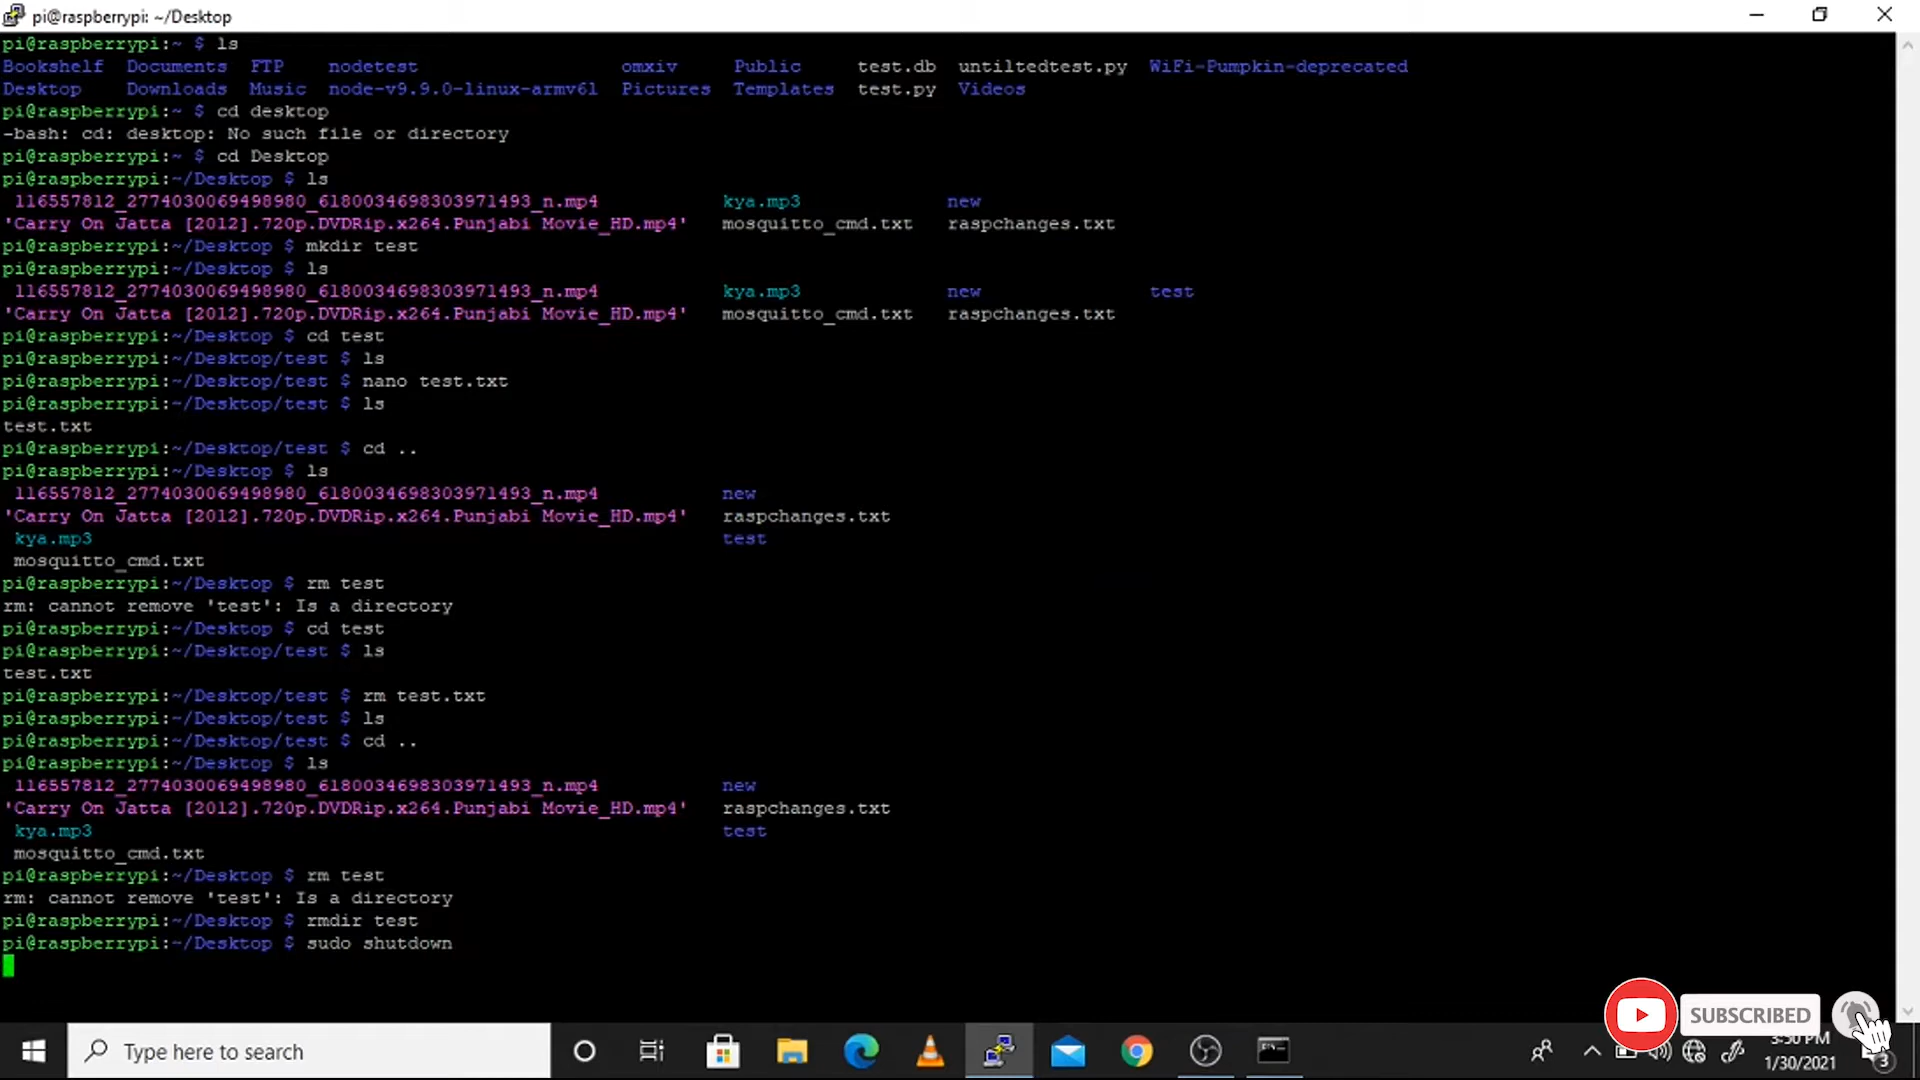 pi@raspberrypi: ~/Desktop
pi@raspberrypi:~ $ ls
Bookshelf Documents FTP nodetest omxiv Public test.db untiltedtest.py WiFi-Pumpkin-deprecated
Desktop Downloads Music node-v9.9.0-linux-armv6l Pictures Templates test.py Videos
pi@raspberrypi:~ $ cd desktop
-bash: cd: desktop: No such file or directory
pi@raspberrypi:~ $ cd Desktop
pi@raspberrypi:~/Desktop $ ls
116557812_2774030069498980_6180034698303971493_n.mp4 kya.mp3 new
'Carry On Jatta [2012].720p.DVDRip.x264.Punjabi Movie_HD.mp4' mosquitto_cmd.txt raspchanges.txt
pi@raspberrypi:~/Desktop $ mkdir test
pi@raspberrypi:~/Desktop $ ls
116557812_2774030069498980_6180034698303971493_n.mp4 kya.mp3 new test
'Carry On Jatta [2012].720p.DVDRip.x264.Punjabi Movie_HD.mp4' mosquitto_cmd.txt raspchanges.txt
pi@raspberrypi:~/Desktop $ cd test
pi@raspberrypi:~/Desktop/test $ ls
pi@raspberrypi:~/Desktop/test $ nano test.txt
pi@raspberrypi:~/Desktop/test $ ls
test.txt
pi@raspberrypi:~/Desktop/test $ cd ..
pi@raspberrypi:~/Desktop $ ls
116557812_2774030069498980_6180034698303971493_n.mp4 new
'Carry On Jatta [2012].720p.DVDRip.x264.Punjabi Movie_HD.mp4' raspchanges.txt
kya.mp3 test
mosquitto_cmd.txt
pi@raspberrypi:~/Desktop $ rm test
rm: cannot remove 'test': Is a directory
pi@raspberrypi:~/Desktop $ cd test
pi@raspberrypi:~/Desktop/test $ ls
test.txt
pi@raspberrypi:~/Desktop/test $ rm test.txt
pi@raspberrypi:~/Desktop/test $ ls
pi@raspberrypi:~/Desktop/test $ cd ..
pi@raspberrypi:~/Desktop $ ls
116557812_2774030069498980_6180034698303971493_n.mp4 new
'Carry On Jatta [2012].720p.DVDRip.x264.Punjabi Movie_HD.mp4' raspchanges.txt
kya.mp3 test
mosquitto_cmd.txt
pi@raspberrypi:~/Desktop $ rm test
rm: cannot remove 'test': Is a directory
pi@raspberrypi:~/Desktop $ rmdir test
pi@raspberrypi:~/Desktop $ sudo shutdown
SUBSCRIBED
Type here to search
1/30/2021
3